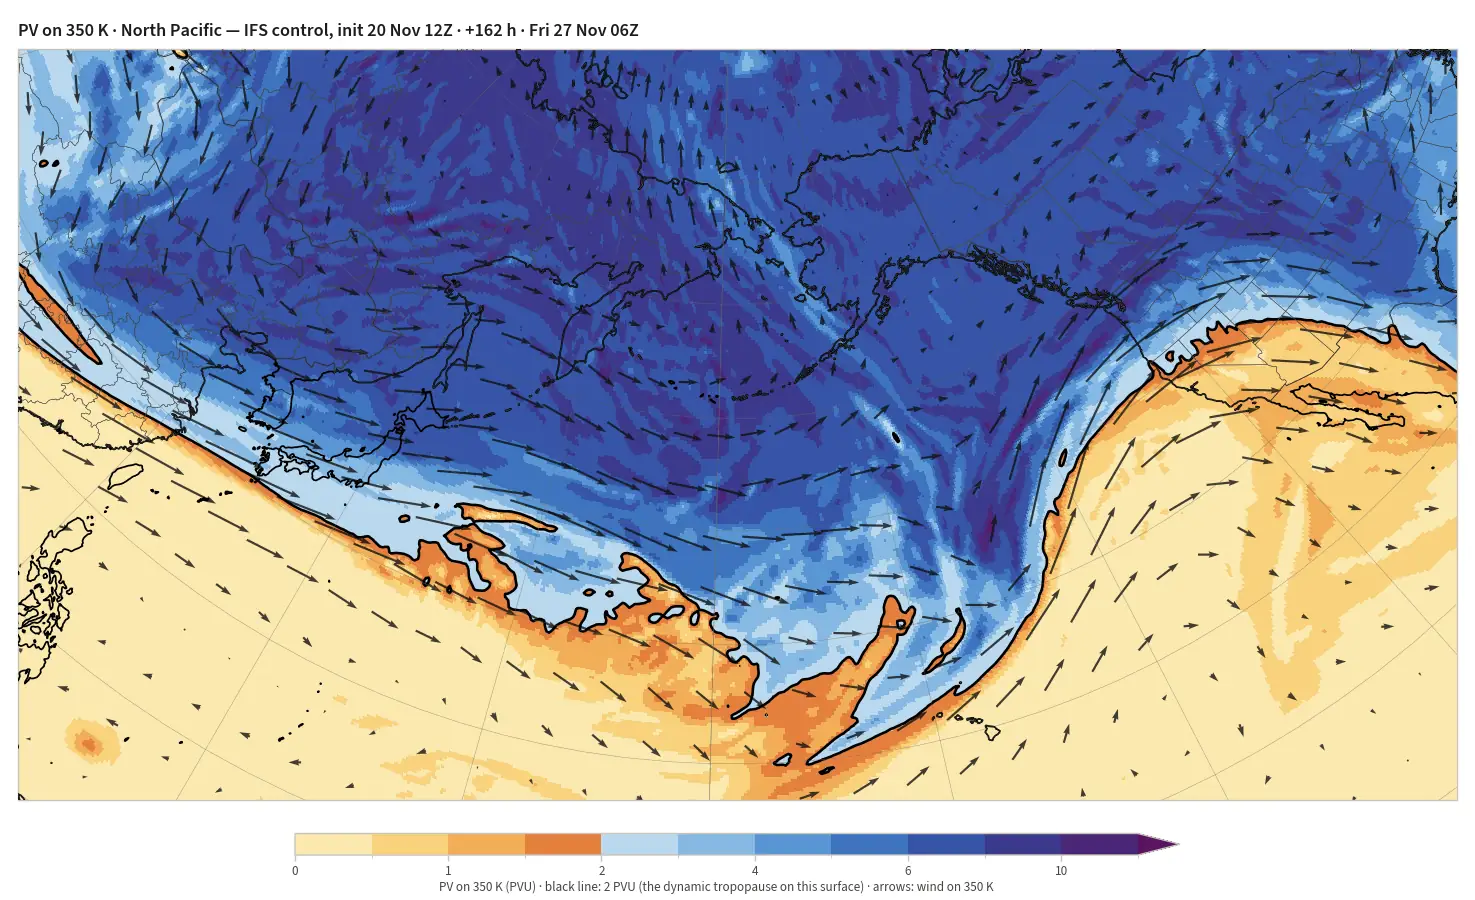 PV on 350 K · North Pacific — IFS control, init 20 Nov 12Z · +162 h · Fri 27 Nov 06Z
0 1 2 4 6 10
PV on 350 K (PVU) · black line: 2 PVU (the dynamic tropopause on this surface) · arrows: wind on 350 K